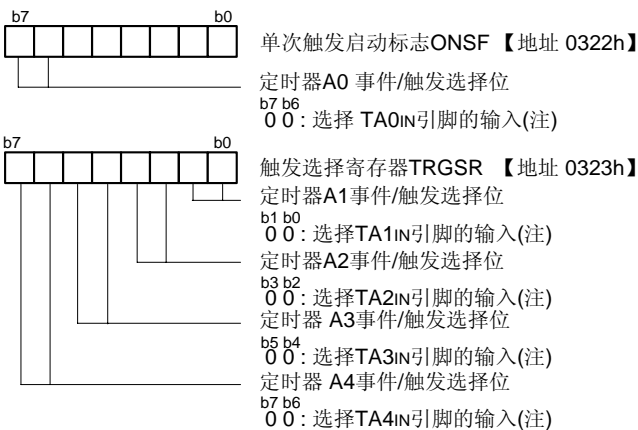 b7 b0
单次触发启动标志ONSF 【地址 0322h】
定时器A0 事件/触发选择位
b7 b6
0 0 : 选择 TA0IN引脚的输入(注)
b7 b0
触发选择寄存器TRGSR 【地址 0323h】
定时器A1事件/触发选择位
b1 b0
0 0 : 选择TA1IN引脚的输入(注)
定时器A2事件/触发选择位
b3 b2
0 0 : 选择TA2IN引脚的输入(注)
定时器 A3事件/触发选择位
b5 b4
0 0 : 选择TA3IN引脚的输入(注)
定时器 A4事件/触发选择位
b7 b6
0 0 : 选择TA4IN引脚的输入(注)